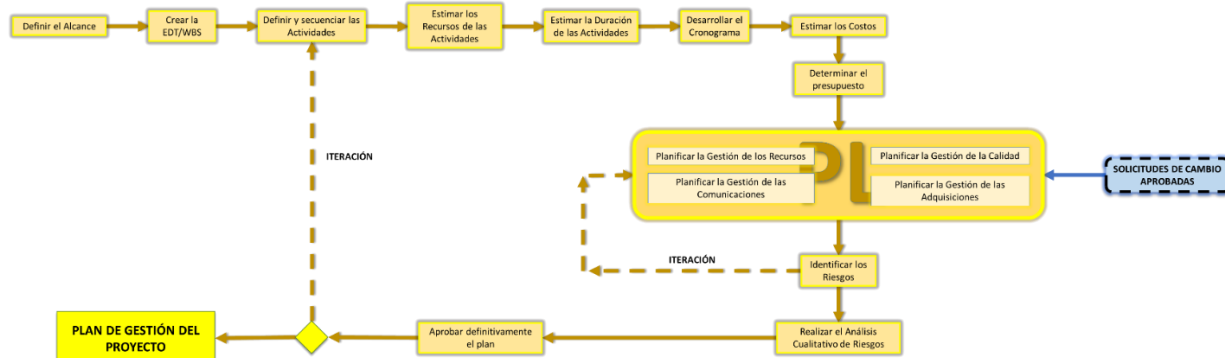 Definir el Alcance
Crear la
EDT/WBS
Definir y secuenciar las
Actividades
Estimar los
Recursos de las
Actividades
Estimar la Duración
de las Actividades
Desarrollar el
Cronograma
Estimar los Costos
Determinar el
presupuesto
PL
Planificar la Gestión de los Recursos
Planificar la Gestión de la Calidad
Planificar la Gestión de las
Comunicaciones
Planificar la Gestión de las
Adquisiciones
SOLICITUDES DE CAMBIO
APROBADAS
ITERACIÓN
ITERACIÓN
Identificar los
Riesgos
Realizar el Análisis
Cualitativo de Riesgos
Aprobar definitivamente
el plan
PLAN DE GESTIÓN DEL
PROYECTO